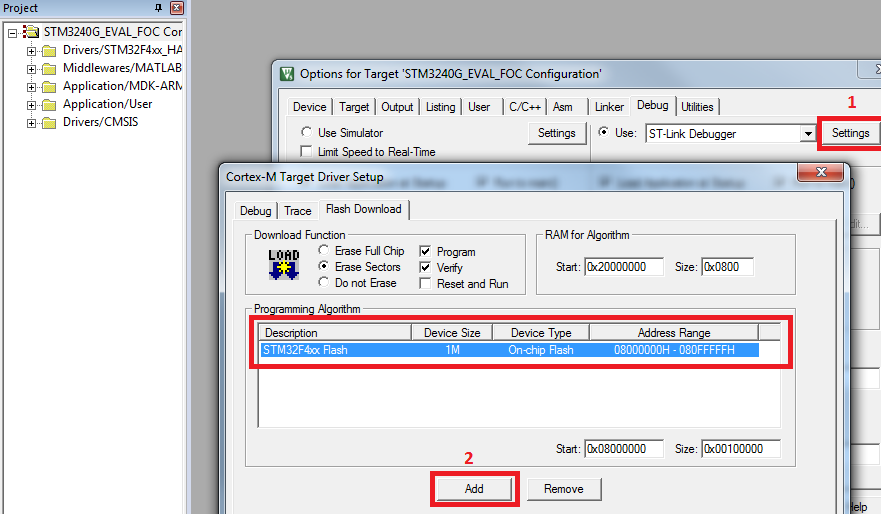 Project
STM3240G_EVAL_FOC Cor
Drivers/STM32F4xx_HA
Middlewares/MATLAB
Application/MDK-ARM
Application/User
Drivers/CMSIS
Options for Target 'STM3240G_EVAL_FOC Configuration'
Device Target Output Listing User C/C++ Asm Linker Debug Utilities
1
Use Simulator Settings Use: ST-Link Debugger Settings
Limit Speed to Real-Time
Cortex-M Target Driver Setup
Debug Trace Flash Download
Download Function
LOAD
Erase Full Chip Program
Erase Sectors Verify
Do not Erase Reset and Run
RAM for Algorithm
Start: 0x20000000 Size: 0x0800
Programming Algorithm
Description Device Size Device Type Address Range
STM32F4xx Flash 1M On-chip Flash 08000000H - 080FFFFFH
Start: 0x08000000 Size: 0x00100000
2
Add Remove
Help